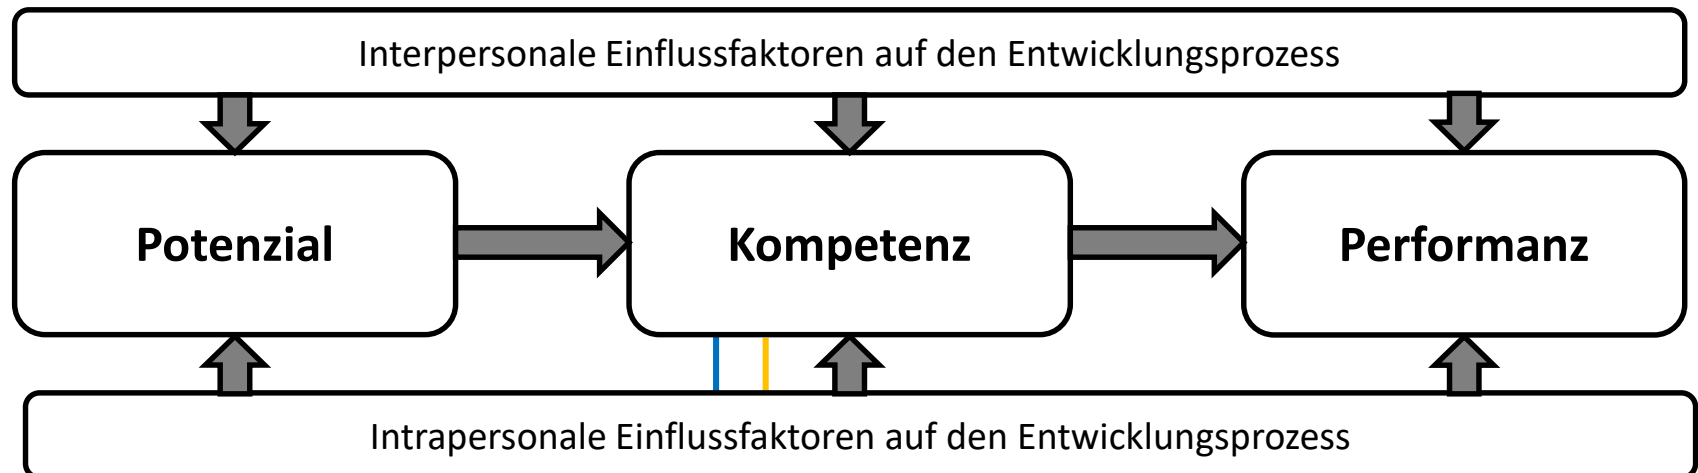 Interpersonale Einflussfaktoren auf den Entwicklungsprozess
Potenzial
Kompetenz
Performanz
Intrapersonale Einflussfaktoren auf den Entwicklungsprozess